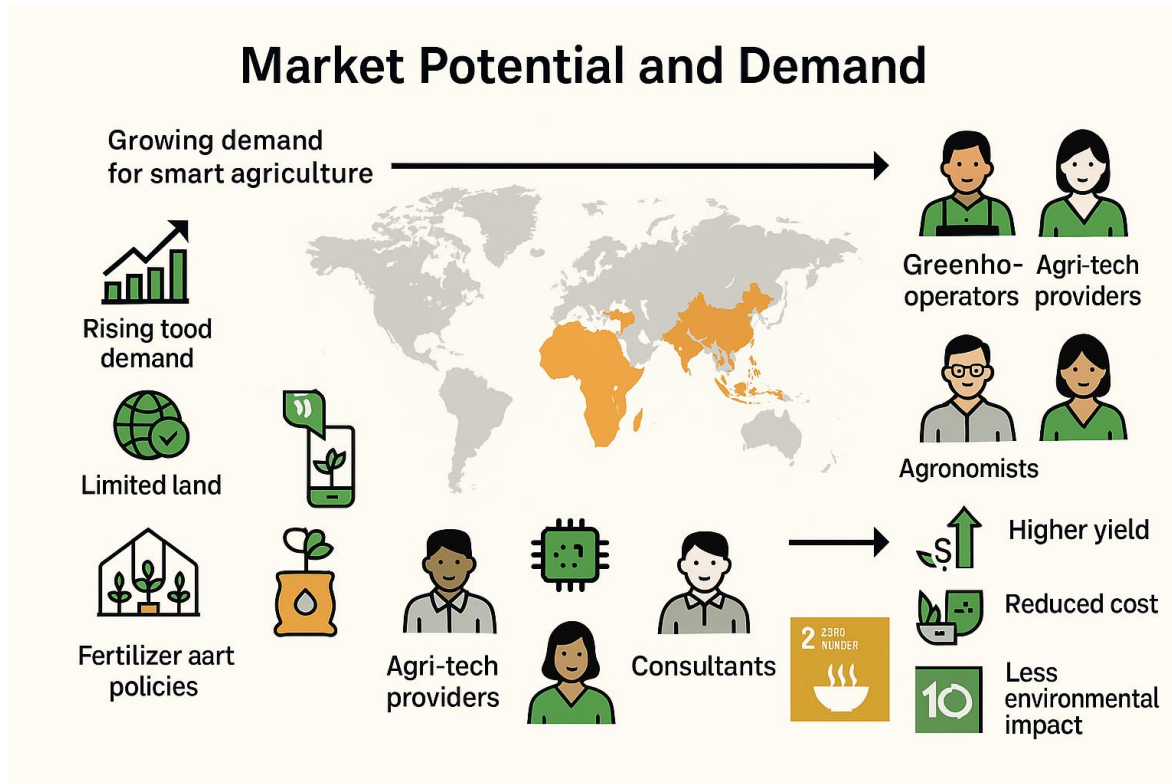 Market Potential and Demand
Growing demand
for smart agriculture
Rising tood
demand
Limited land
Fertilizer aart
policies
Agri-tech
providers
Consultants
Greenho-
operators
Agri-tech
providers
Agronomists
Higher yield
Reduced cost
Less
environmental
impact
2
Z3RO
NUNDER
$
10